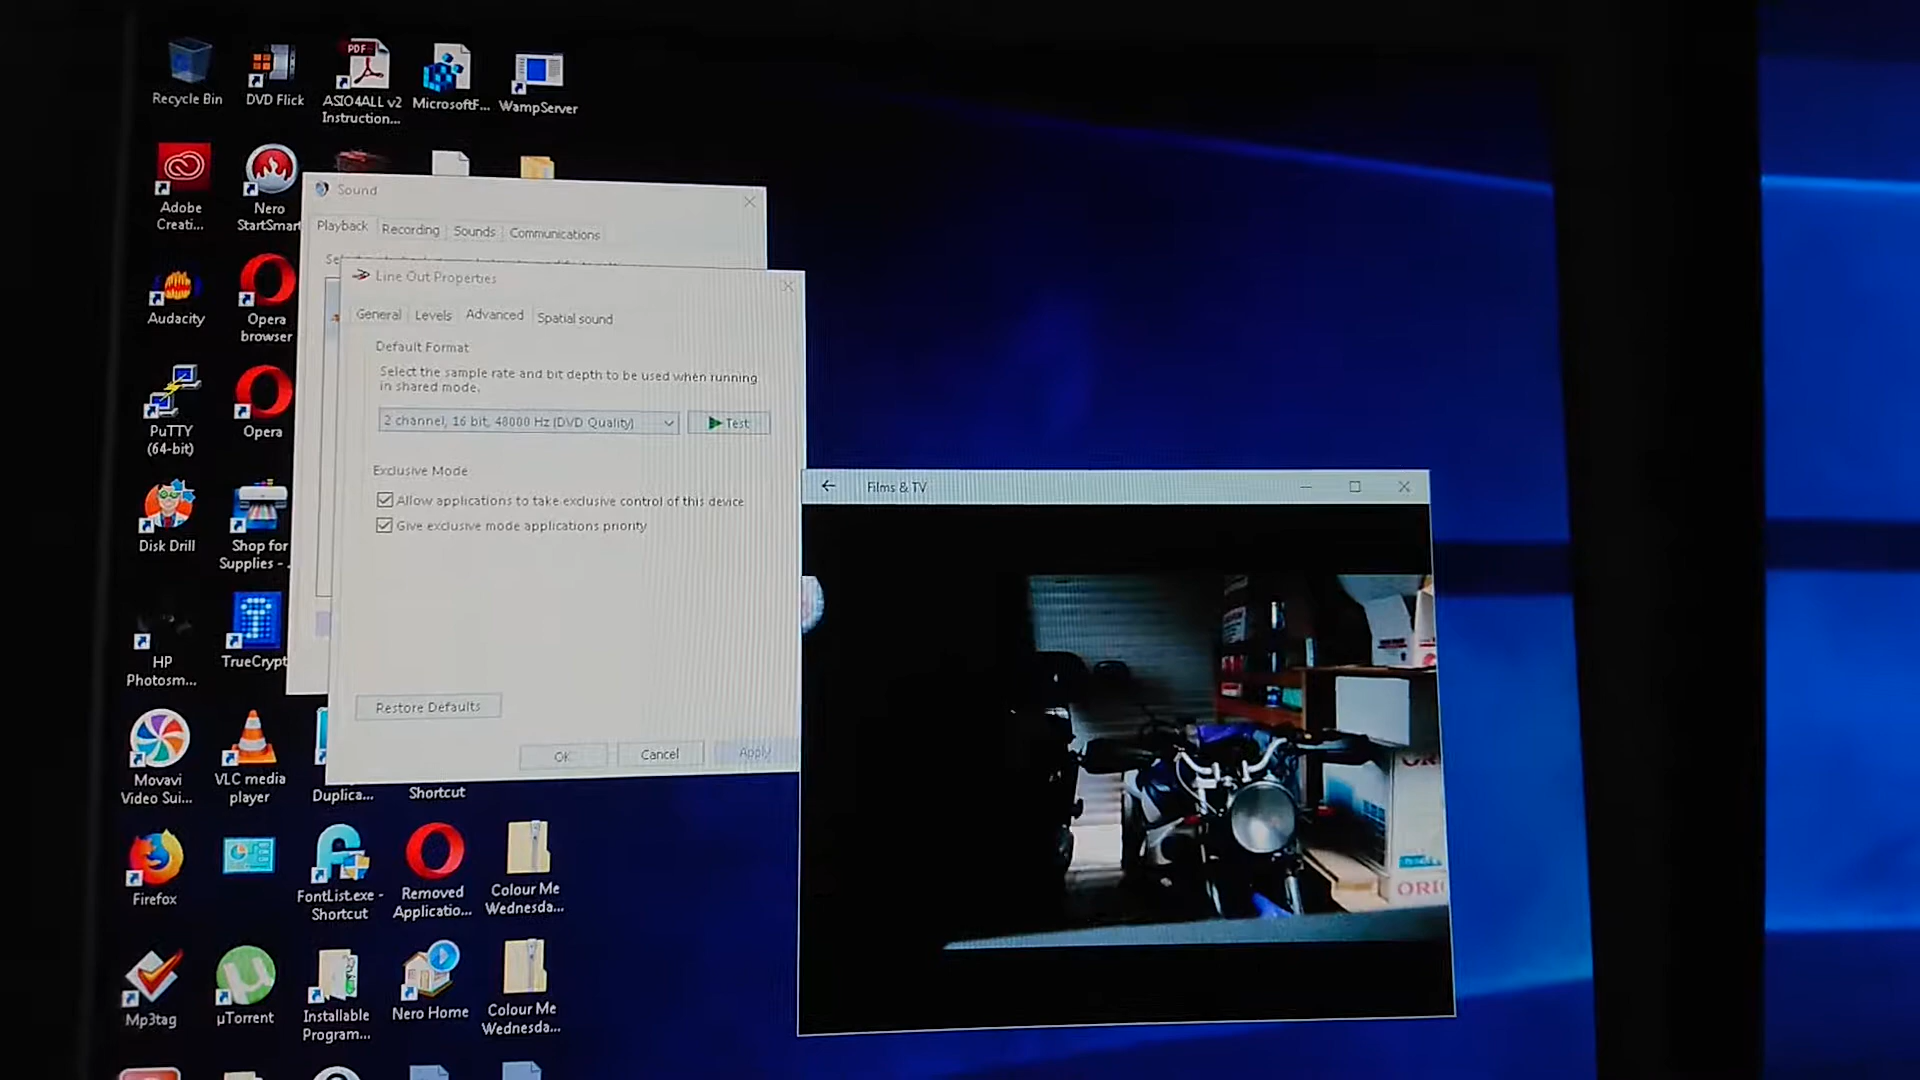 Recycle Bin
DVD Flick
PDF
ASIO4ALL v2
Instruction...
MicrosoftF...
WampServer
Adobe
Creati...
Nero
StartSmart
Audacity
Opera
browser
PuTTY
(64-bit)
Opera
Disk Drill
Shop for
Supplies - ...
HP
Photosm...
TrueCrypt
Movavi
Video Sui...
VLC media
player
Duplica...
Shortcut
Firefox
FontList.exe -
Shortcut
Removed
Applicatio...
Colour Me
Wednesda...
Mp3tag
µTorrent
Installable
Program...
Nero Home
Colour Me
Wednesda...
Sound
Playback
Recording
Sounds
Communications
Line Out Properties
General
Levels
Advanced
Spatial sound
Default Format
Select the sample rate and bit depth to be used when running
in shared mode.
2 channel, 16 bit, 48000 Hz (DVD Quality)
Test
Exclusive Mode
Allow applications to take exclusive control of this device
Give exclusive mode applications priority
Restore Defaults
OK
Cancel
Apply
Films & TV